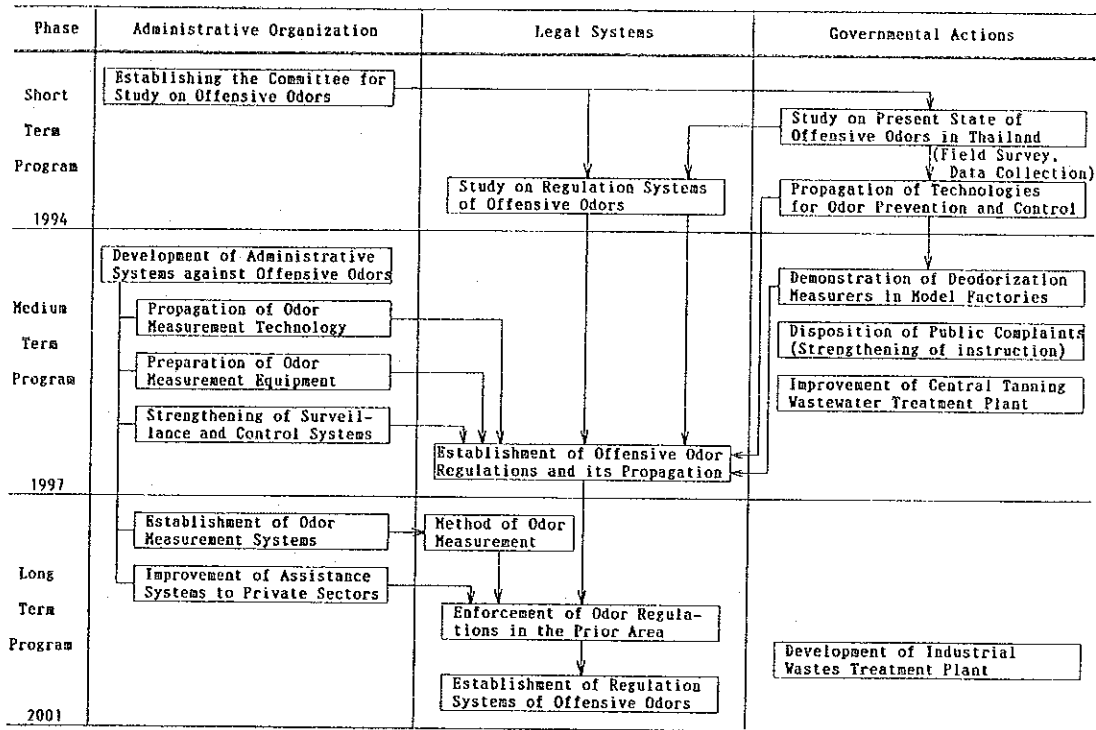 Phase
Administrative Organization
Legal Systems
Governmental Actions
Short
Term
Program
1994
Establishing the Committee for
Study on Offensive Odors
Study on Regulation Systems
of Offensive Odors
Study on Present State of
Offensive Odors in Thailand
(Field Survey,
Data Collection)
Propagation of Technologies
for Odor Prevention and Control
Medium
Term
Program
1997
Development of Administrative
Systems against Offensive Odors
Propagation of Odor
Measurement Technology
Preparation of Odor
Measurement Equipment
Strengthening of Surveil-
lance and Control Systems
Establishment of Offensive Odor
Regulations and its Propagation
Demonstration of Deodorization
Measurers in Model Factories
Disposition of Public Complaints
(Strengthening of instruction)
Improvement of Central Tanning
Wastewater Treatment Plant
Long
Term
Program
2001
Establishment of Odor
Measurement Systems
Improvement of Assistance
Systems to Private Sectors
Method of Odor
Measurement
Enforcement of Odor Regula-
tions in the Prior Area
Establishment of Regulation
Systems of Offensive Odors
Development of Industrial
Wastes Treatment Plant